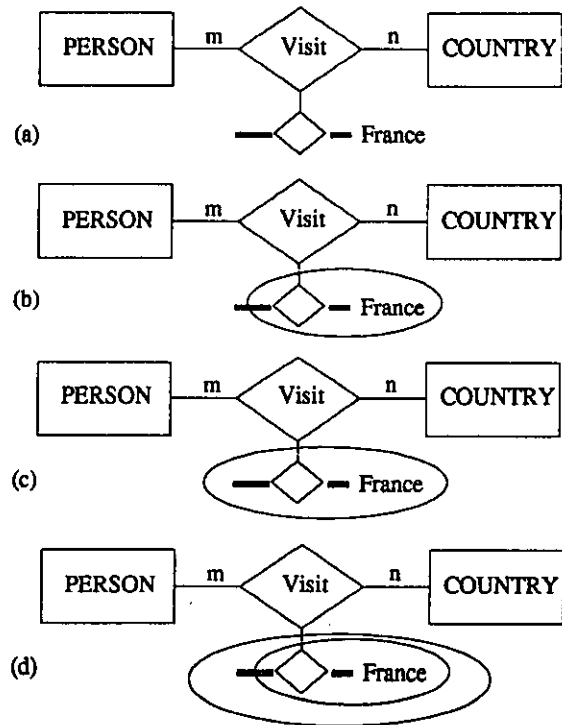 PERSON m Visit n COUNTRY
France
(a)
PERSON m Visit n COUNTRY
France
(b)
PERSON m Visit n COUNTRY
France
(c)
PERSON m Visit n COUNTRY
France
(d)